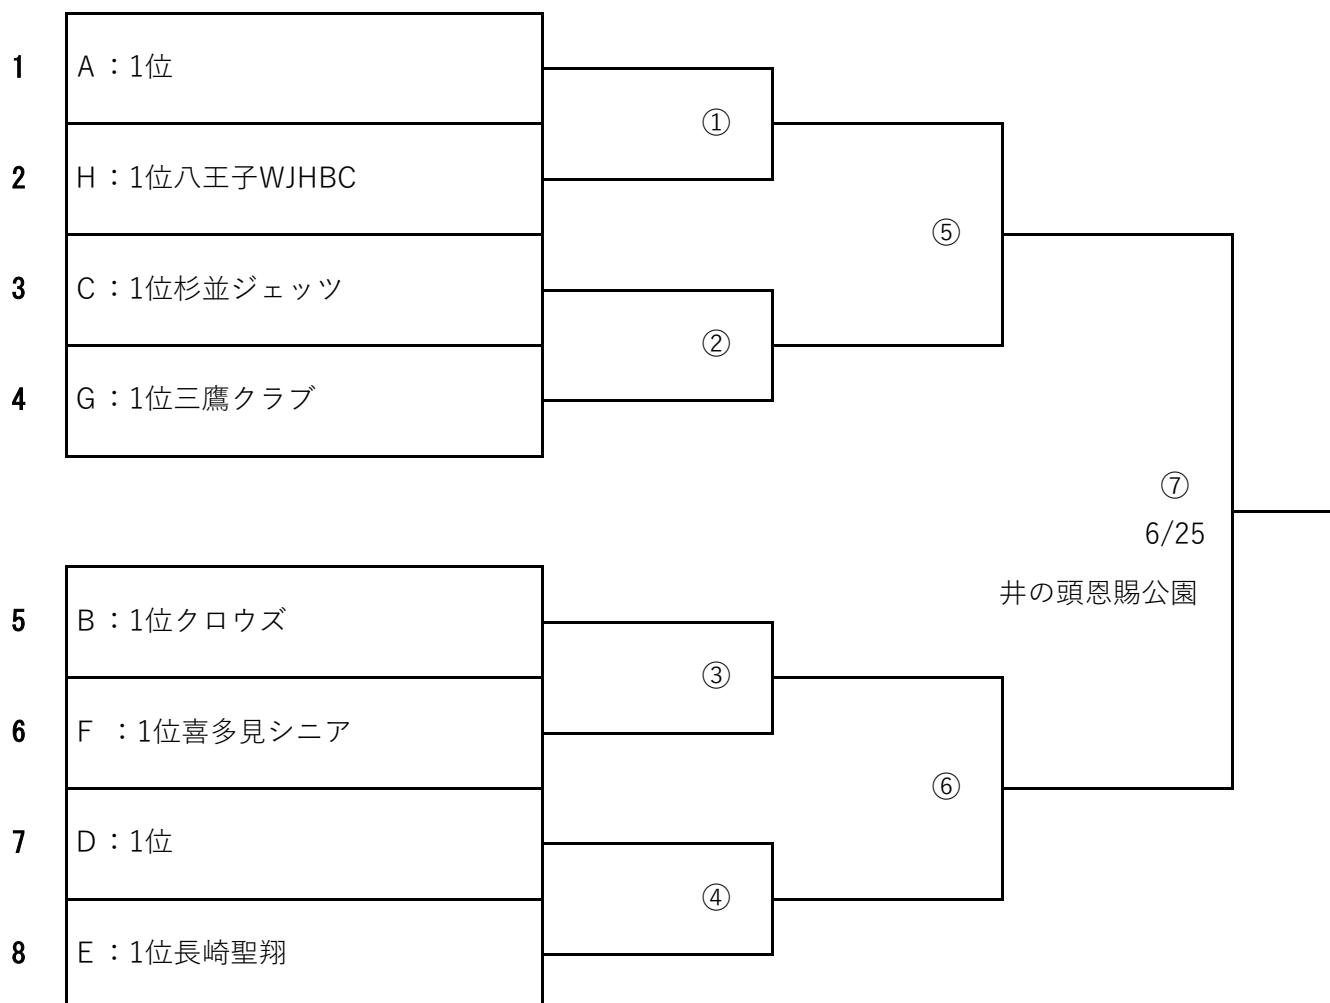 1 A：1位
①
2 H：1位八王子WJHBC
⑤
3 C：1位杉並ジェッツ
②
4 G：1位三鷹クラブ
⑦
6/25
井の頭恩賜公園
5 B：1位クロウズ
③
6 F ：1位喜多見シニア
⑥
7 D：1位
④
8 E：1位長崎聖翔